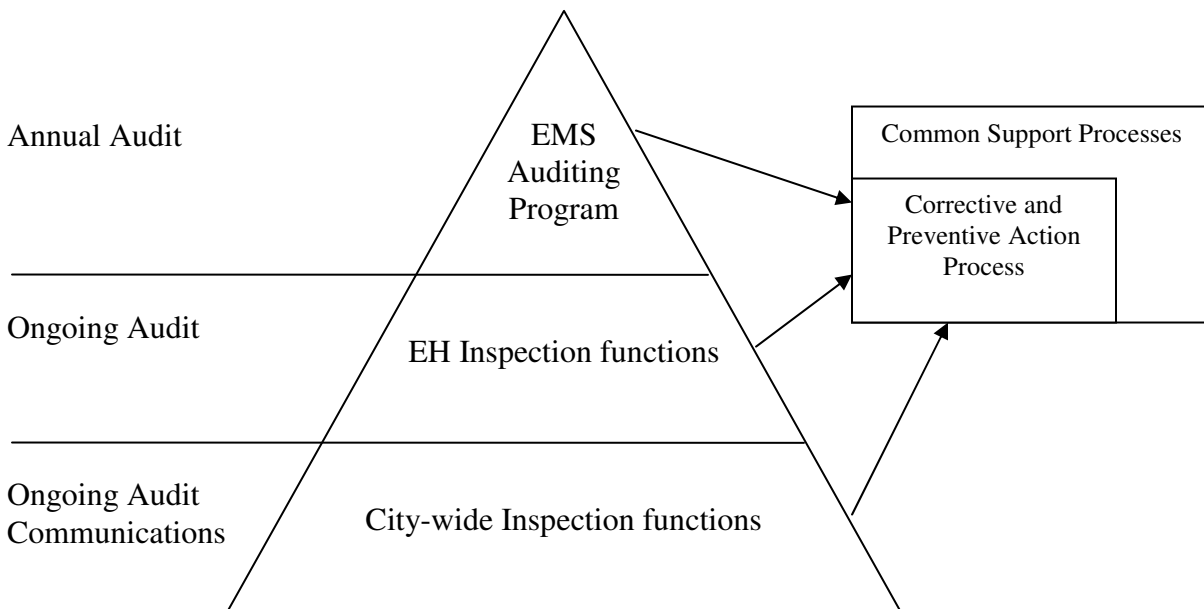 Annual Audit
EMS
Auditing
Program
Common Support Processes
Corrective and
Preventive Action
Process
Ongoing Audit
EH Inspection functions
Ongoing Audit
Communications
City-wide Inspection functions